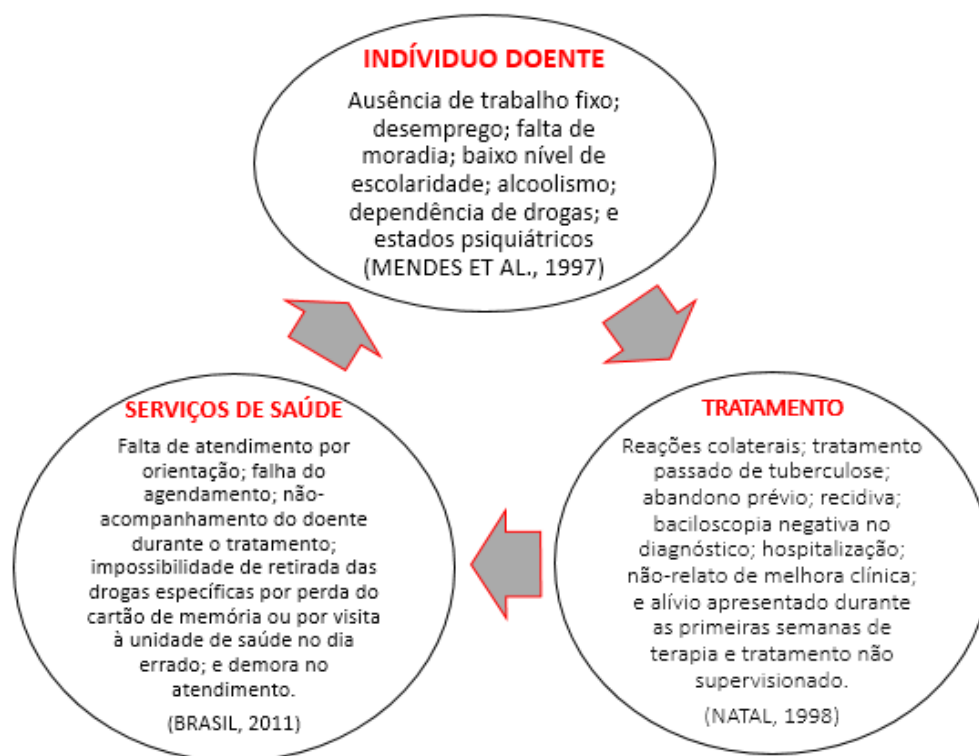 INDÍVIDUO DOENTE
Ausência de trabalho fixo;
desemprego; falta de
moradia; baixo nível de
escolaridade; alcoolismo;
dependência de drogas; e
estados psiquiátricos
(MENDES ET AL., 1997)
SERVIÇOS DE SAÚDE
Falta de atendimento por
orientação; falha do
agendamento; não-
acompanhamento do doente
durante o tratamento;
impossibilidade de retirada das
drogas específicas por perda do
cartão de memória ou por visita
à unidade de saúde no dia
errado; e demora no
atendimento.
(BRASIL, 2011)
TRATAMENTO
Reações colaterais; tratamento
passado de tuberculose;
abandono prévio; recidiva;
baciloscopia negativa no
diagnóstico; hospitalização;
não-relato de melhora clínica;
e alívio apresentado durante
as primeiras semanas de
terapia e tratamento não
supervisionado.
(NATAL, 1998)